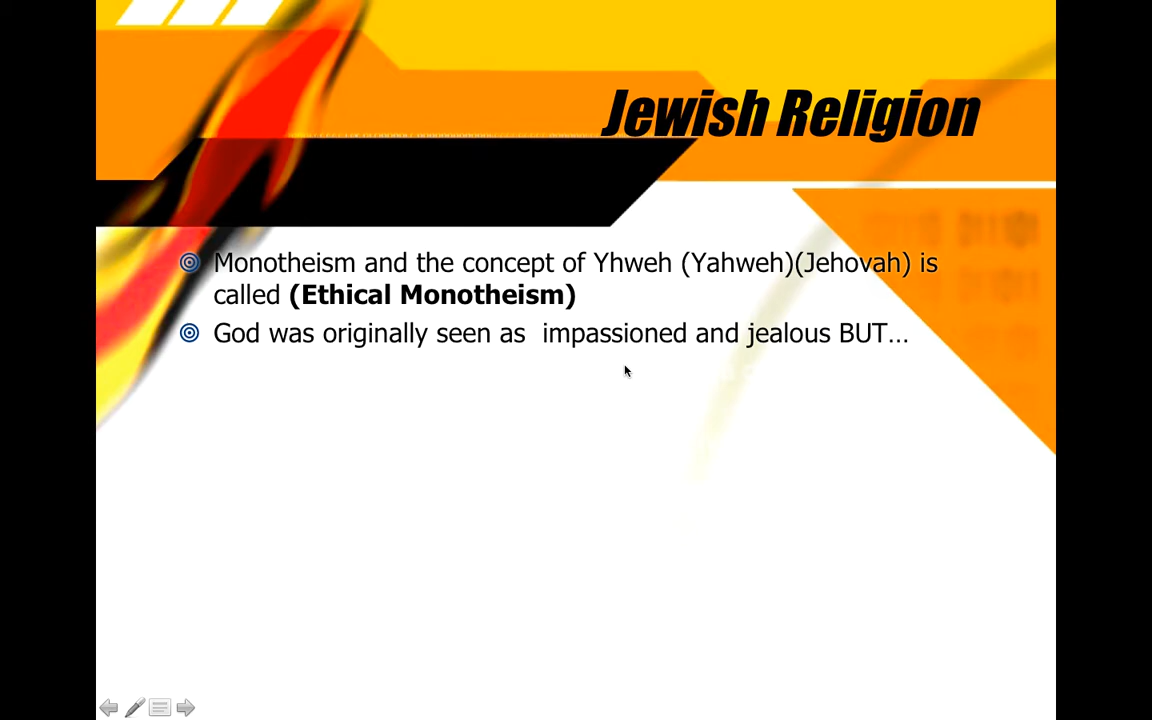 Jewish Religion
Monotheism and the concept of Yhweh (Yahweh)(Jehovah) is
called (Ethical Monotheism)
God was originally seen as  impassioned and jealous BUT…